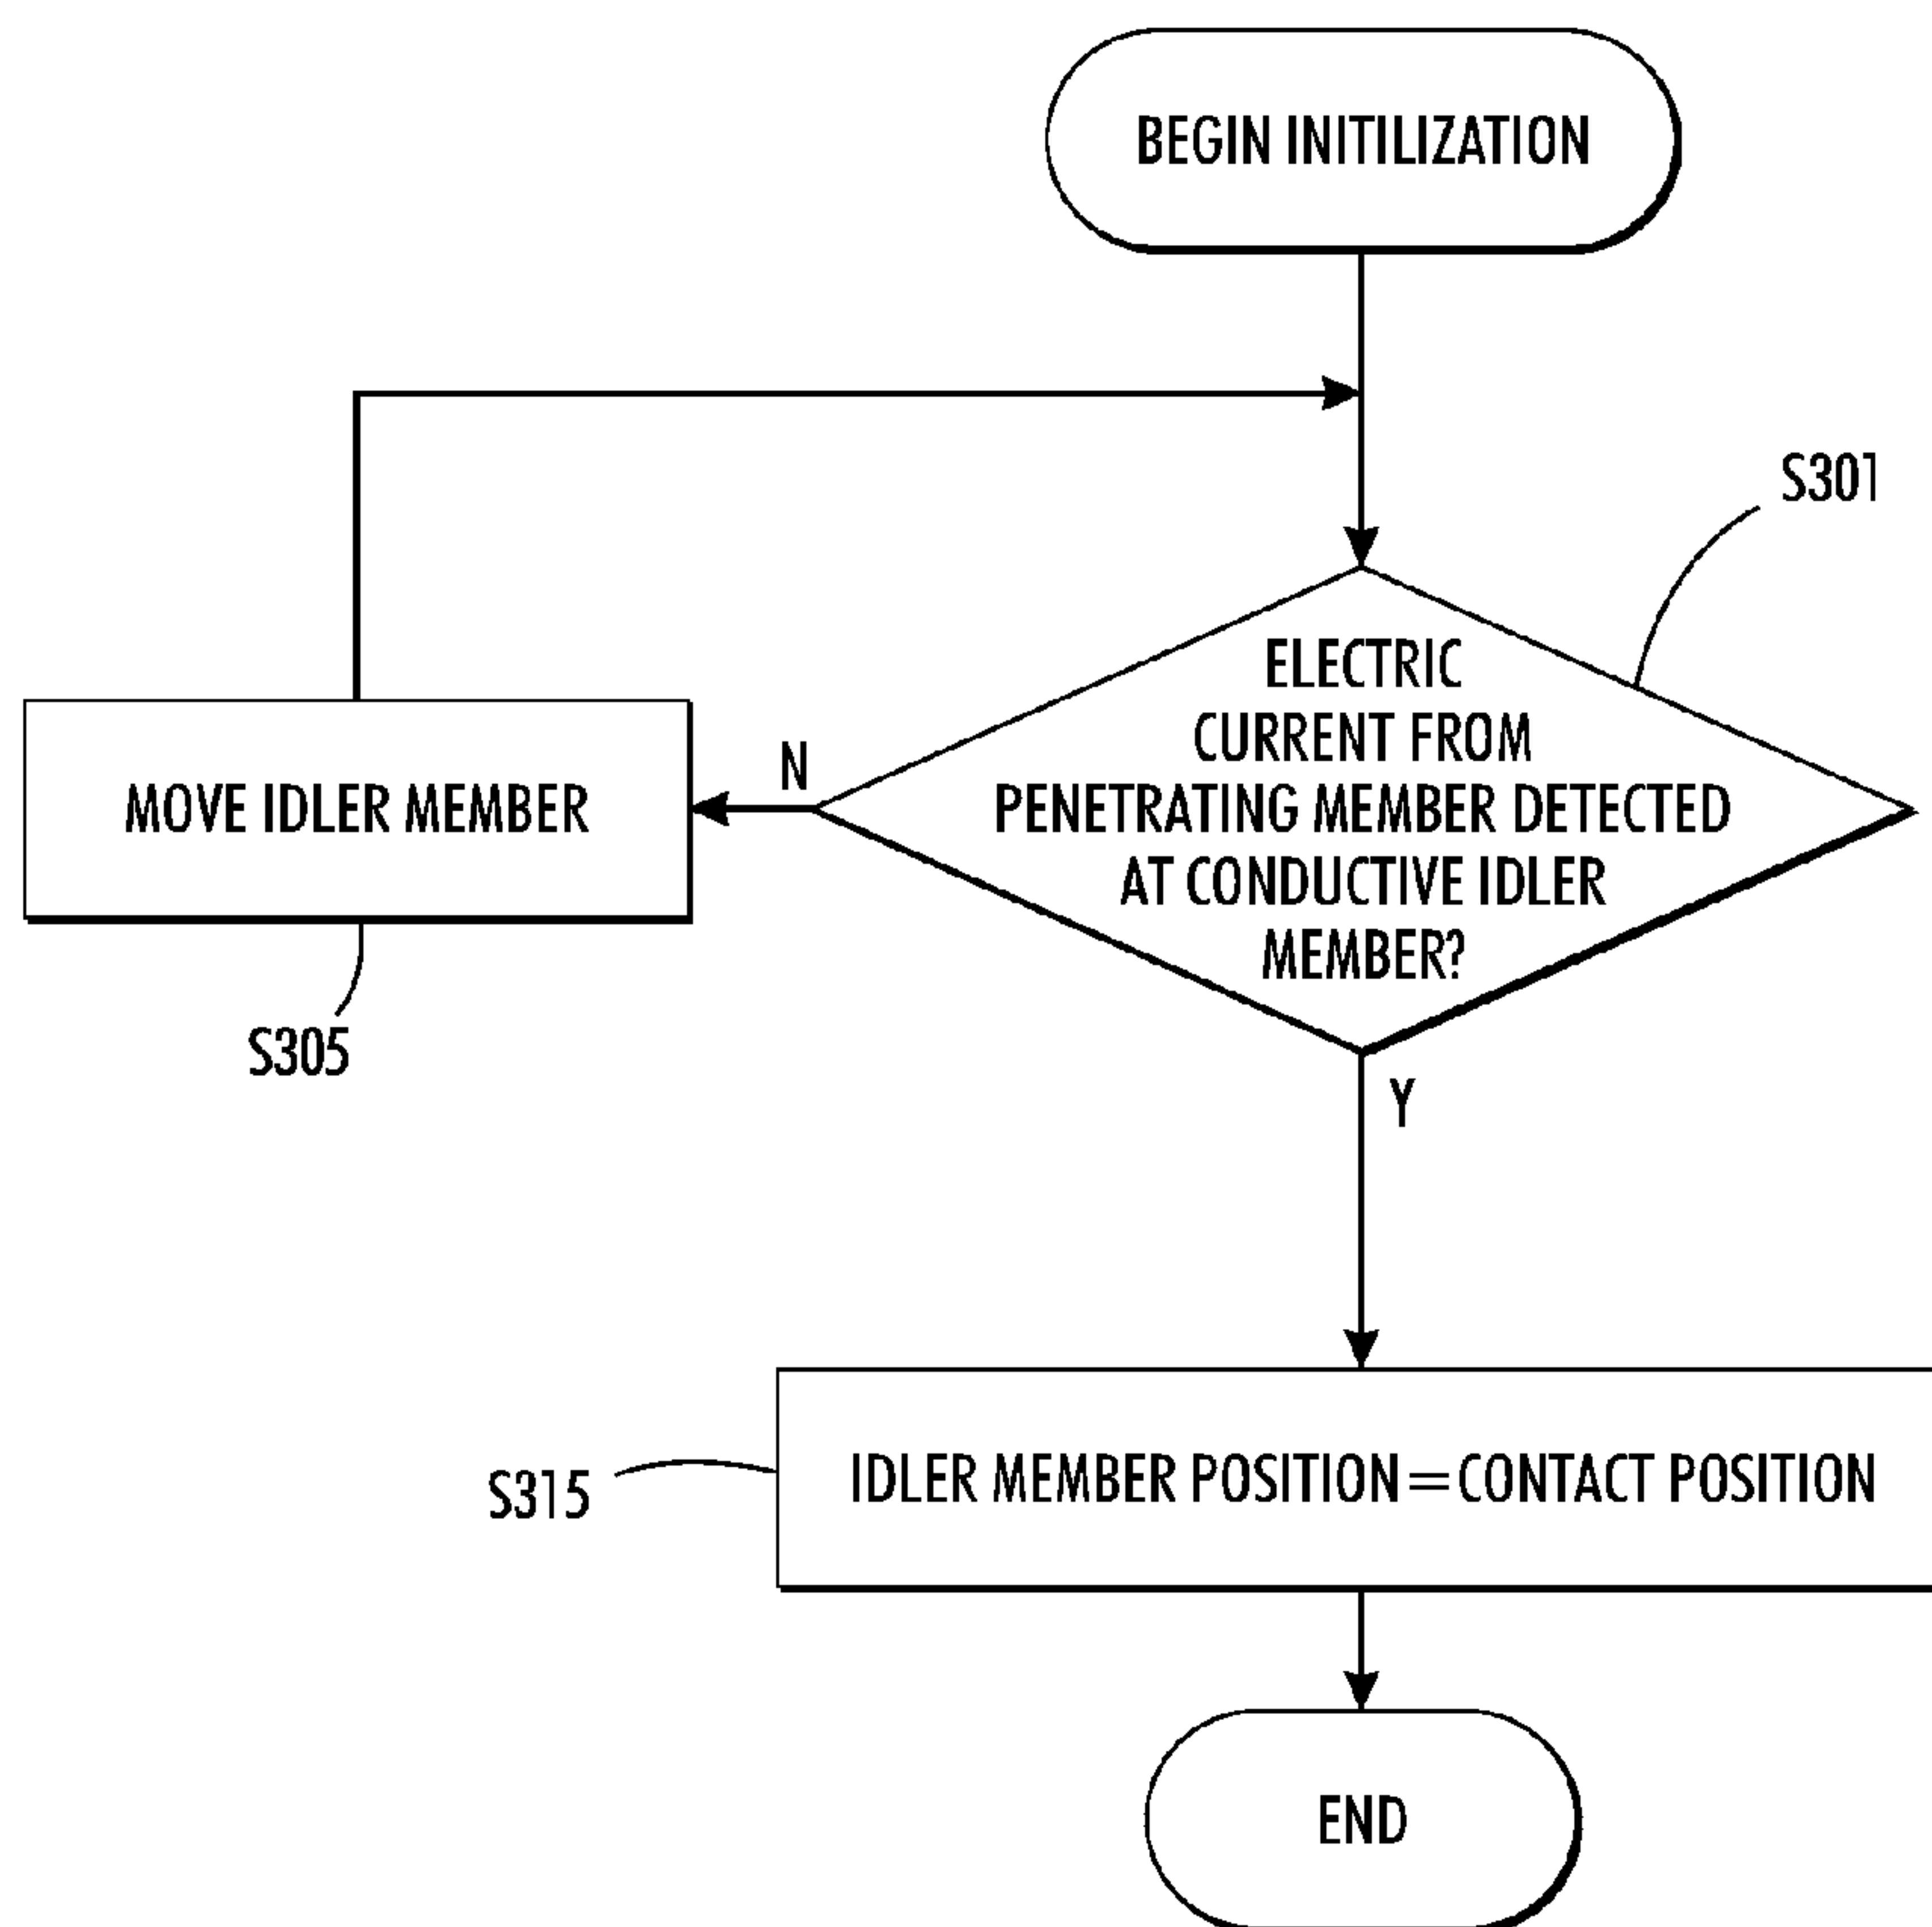 BEGIN INITILIZATION
S301
ELECTRIC
CURRENT FROM
PENETRATING MEMBER DETECTED
AT CONDUCTIVE IDLER
MEMBER?
N
MOVE IDLER MEMBER
S305
Y
S315
IDLER MEMBER POSITION=CONTACT POSITION
END